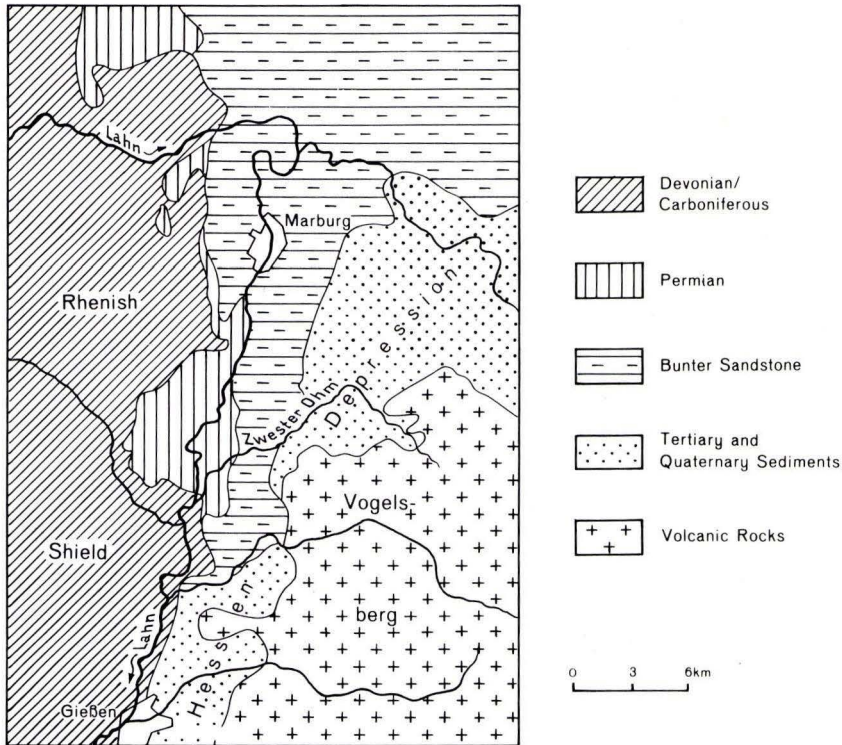 Lahn
Marburg
Rhenish
Depression
Zwester Ohm
Vogels-
Shield
berg
Hessen
Lahn
Gießen
Devonian/
Carboniferous
Permian
Bunter Sandstone
Tertiary and
Quaternary Sediments
Volcanic Rocks
0 3 6km